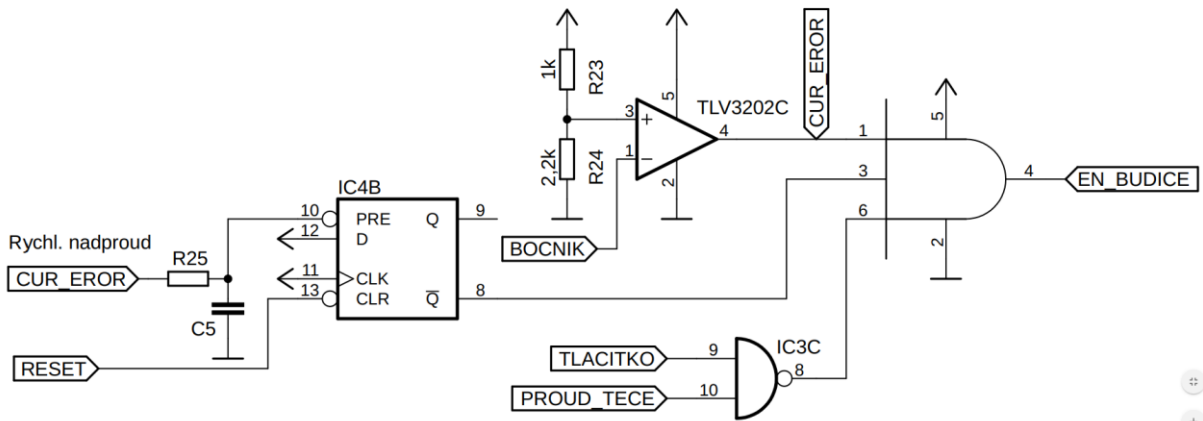 1k
R23
2,2k
R24
3
+
1
−
5
2
TLV3202C
4
CUR_EROR
1
3
6
5
2
4
EN_BUDICE
BOCNIK
IC4B
10
PRE
Q
9
12
D
11
CLK
13
CLR
Q
8
Rychl. nadproud
CUR_EROR
R25
C5
RESET
TLACITKO
9
PROUD_TECE
10
IC3C
8